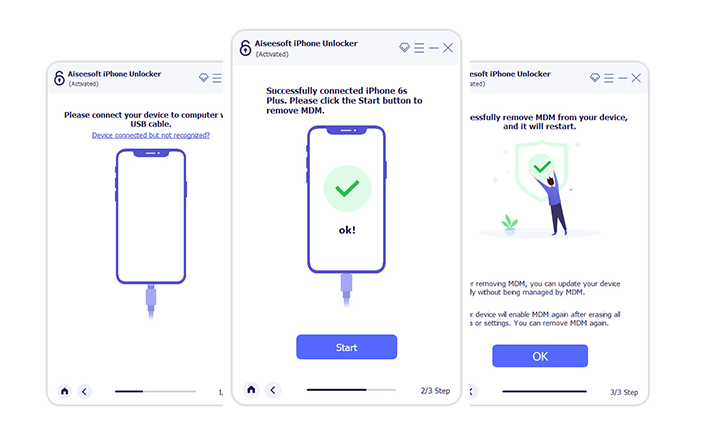 Aiseesoft iPhone Unlocker
(Activated)
Please connect your device to computer w
USB cable.
Device connected but not recognized?
1/
Aiseesoft iPhone Unlocker
(Activated)
Successfully connected iPhone 6s
Plus. Please click the Start button to
remove MDM.
ok!
Start
2/3 Step
seesoft iPhone Unlocker
ctivated)
essfully remove MDM from your device,
and it will restart.
er removing MDM, you can update your device
ly without being managed by MDM.
r device will enable MDM again after erasing all
a or settings. You can remove MDM again.
OK
3/3 Step